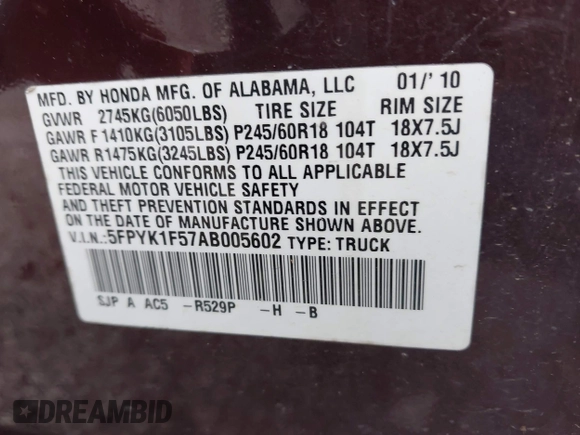 MFD. BY HONDA MFG. OF ALABAMA, LLC 01/' 10
GVWR 2745KG(6050LBS) TIRE SIZE RIM SIZE
GAWR F 1410KG(3105LBS) P245/60R18 104T 18X7.5J
GAWR R1475KG(3245LBS) P245/60R18 104T 18X7.5J
THIS VEHICLE CONFORMS TO ALL APPLICABLE
FEDERAL MOTOR VEHICLE SAFETY
AND THEFT PREVENTION STANDARDS IN EFFECT
ON THE DATE OF MANUFACTURE SHOWN ABOVE.
V.I.N.:5FPYK1F57AB005602 TYPE: TRUCK
SJP A AC5 -R529P -H -B
DREAMBID